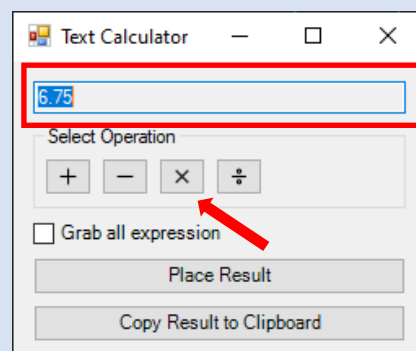 Text Calculator
6.75
Select Operation
+ − × ÷
Grab all expression
Place Result
Copy Result to Clipboard